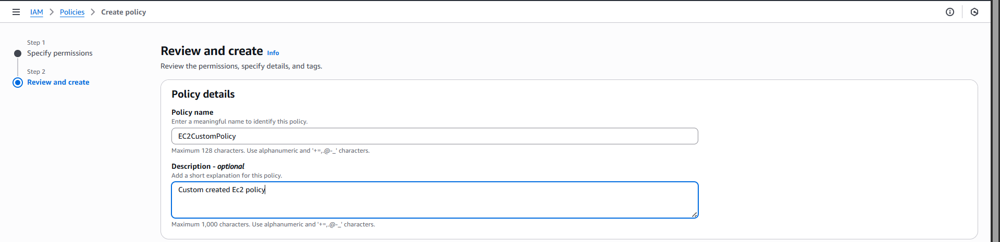 IAM > Policies > Create policy
Step 1
Specify permissions
Step 2
Review and create
Review and create Info
Review the permissions, specify details, and tags.
Policy details
Policy name
Enter a meaningful name to identify this policy.
EC2CustomPolicy
Maximum 128 characters. Use alphanumeric and '+=,.@-_' characters.
Description - optional
Add a short explanation for this policy.
Custom created Ec2 policy
Maximum 1,000 characters. Use alphanumeric and '+=,.@-_' characters.